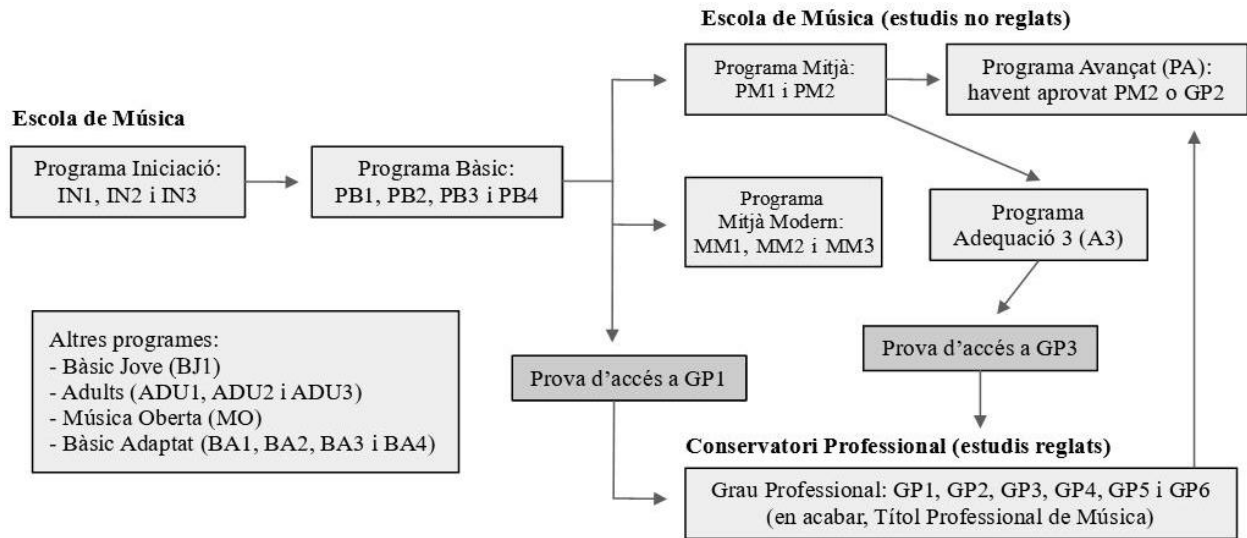 Escola de Música (estudis no reglats)
Programa Mitjà:
PM1 i PM2
Programa Avançat (PA):
havent aprovat PM2 o GP2
Escola de Música
Programa Iniciació:
IN1, IN2 i IN3
Programa Bàsic:
PB1, PB2, PB3 i PB4
Programa
Mitjà Modern:
MM1, MM2 i MM3
Programa
Adequació 3 (A3)
Altres programes:
- Bàsic Jove (BJ1)
- Adults (ADU1, ADU2 i ADU3)
- Música Oberta (MO)
- Bàsic Adaptat (BA1, BA2, BA3 i BA4)
Prova d’accés a GP1
Prova d’accés a GP3
Conservatori Professional (estudis reglats)
Grau Professional: GP1, GP2, GP3, GP4, GP5 i GP6
(en acabar, Títol Professional de Música)